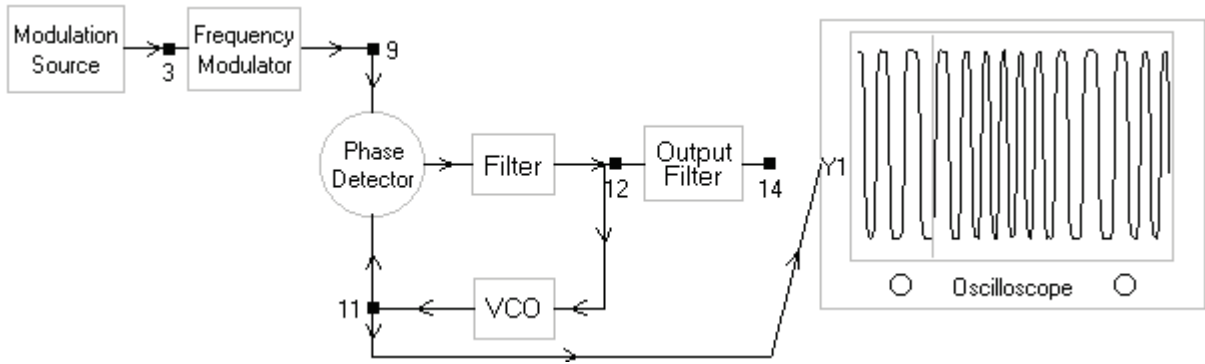 Modulation
Source
3
Frequency
Modulator
9
Phase
Detector
Filter
12
Output
Filter
14
Y1
11
VCO
Oscilloscope